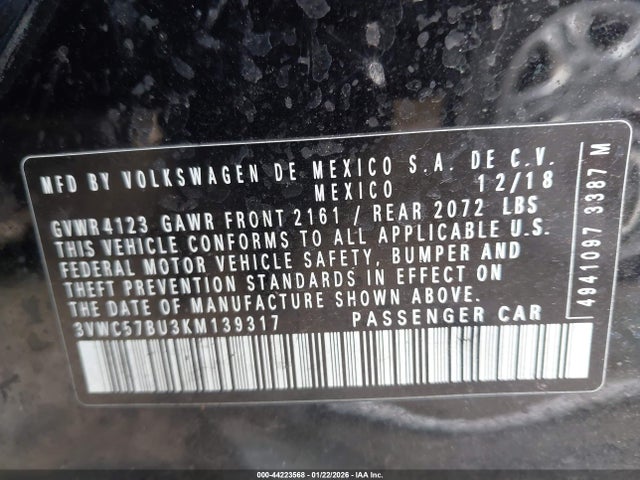 MFD BY VOLKSWAGEN DE MEXICO S.A. DE C.V.
MEXICO 12/18
GVWR4123 GAWR FRONT 2161 / REAR 2072 LBS
THIS VEHICLE CONFORMS TO ALL APPLICABLE U.S.
FEDERAL MOTOR VEHICLE SAFETY, BUMPER AND
THEFT PREVENTION STANDARDS IN EFFECT ON
THE DATE OF MANUFACTURE SHOWN ABOVE.
3VWC57BU3KM139317 PASSENGER CAR
4941097 3387 M
000-44223568 - 01/22/2026 - IAA Inc.